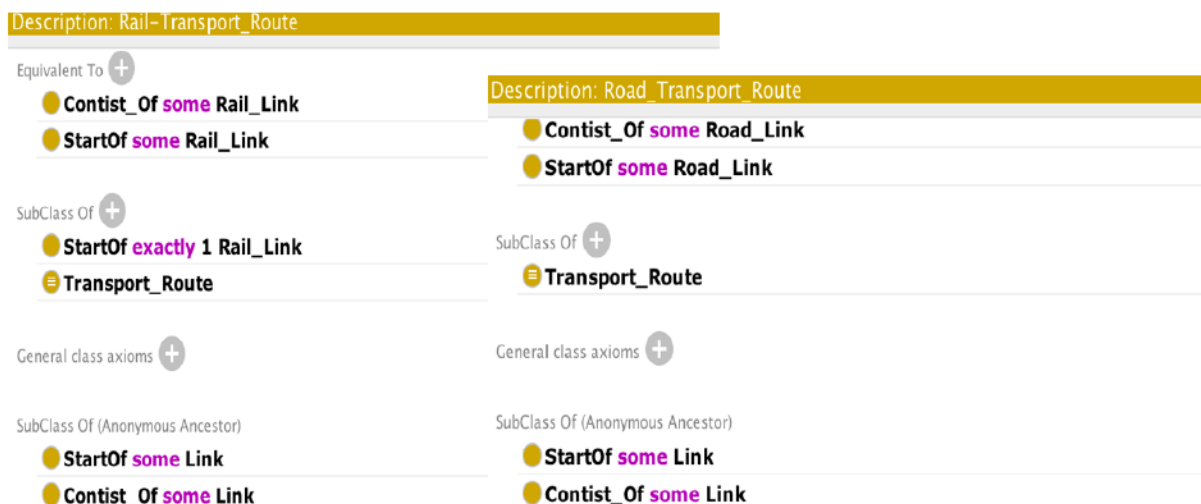 Description: Rail-Transport_Route
Equivalent To
Contist_Of some Rail_Link
StartOf some Rail_Link
SubClass Of
StartOf exactly 1 Rail_Link
Transport_Route
General class axioms
SubClass Of (Anonymous Ancestor)
StartOf some Link
Contist_Of some Link
Description: Road_Transport_Route
Contist_Of some Road_Link
StartOf some Road_Link
SubClass Of
Transport_Route
General class axioms
SubClass Of (Anonymous Ancestor)
StartOf some Link
Contist_Of some Link